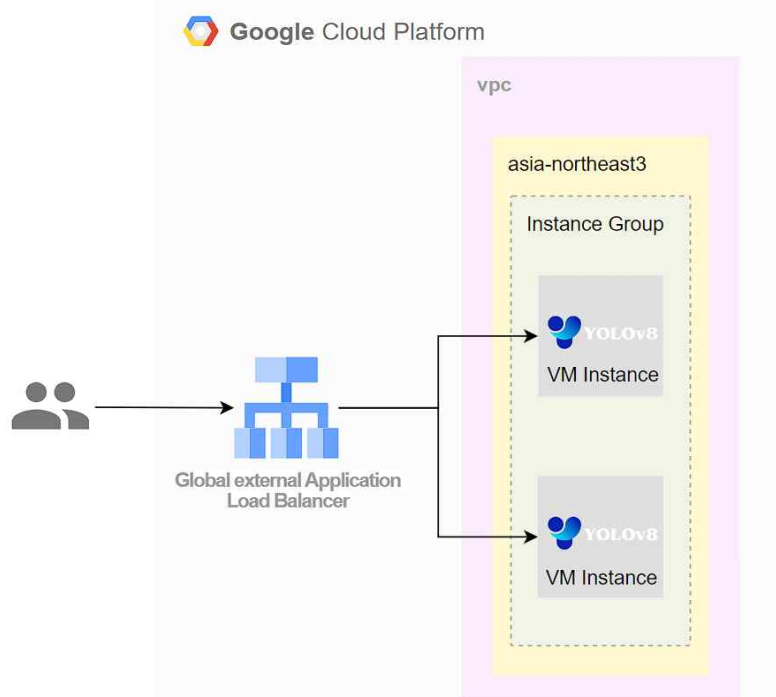 Google Cloud Platform
vpc
asia-northeast3
Instance Group
YOLOv8
VM Instance
Global external Application
Load Balancer
YOLOv8
VM Instance